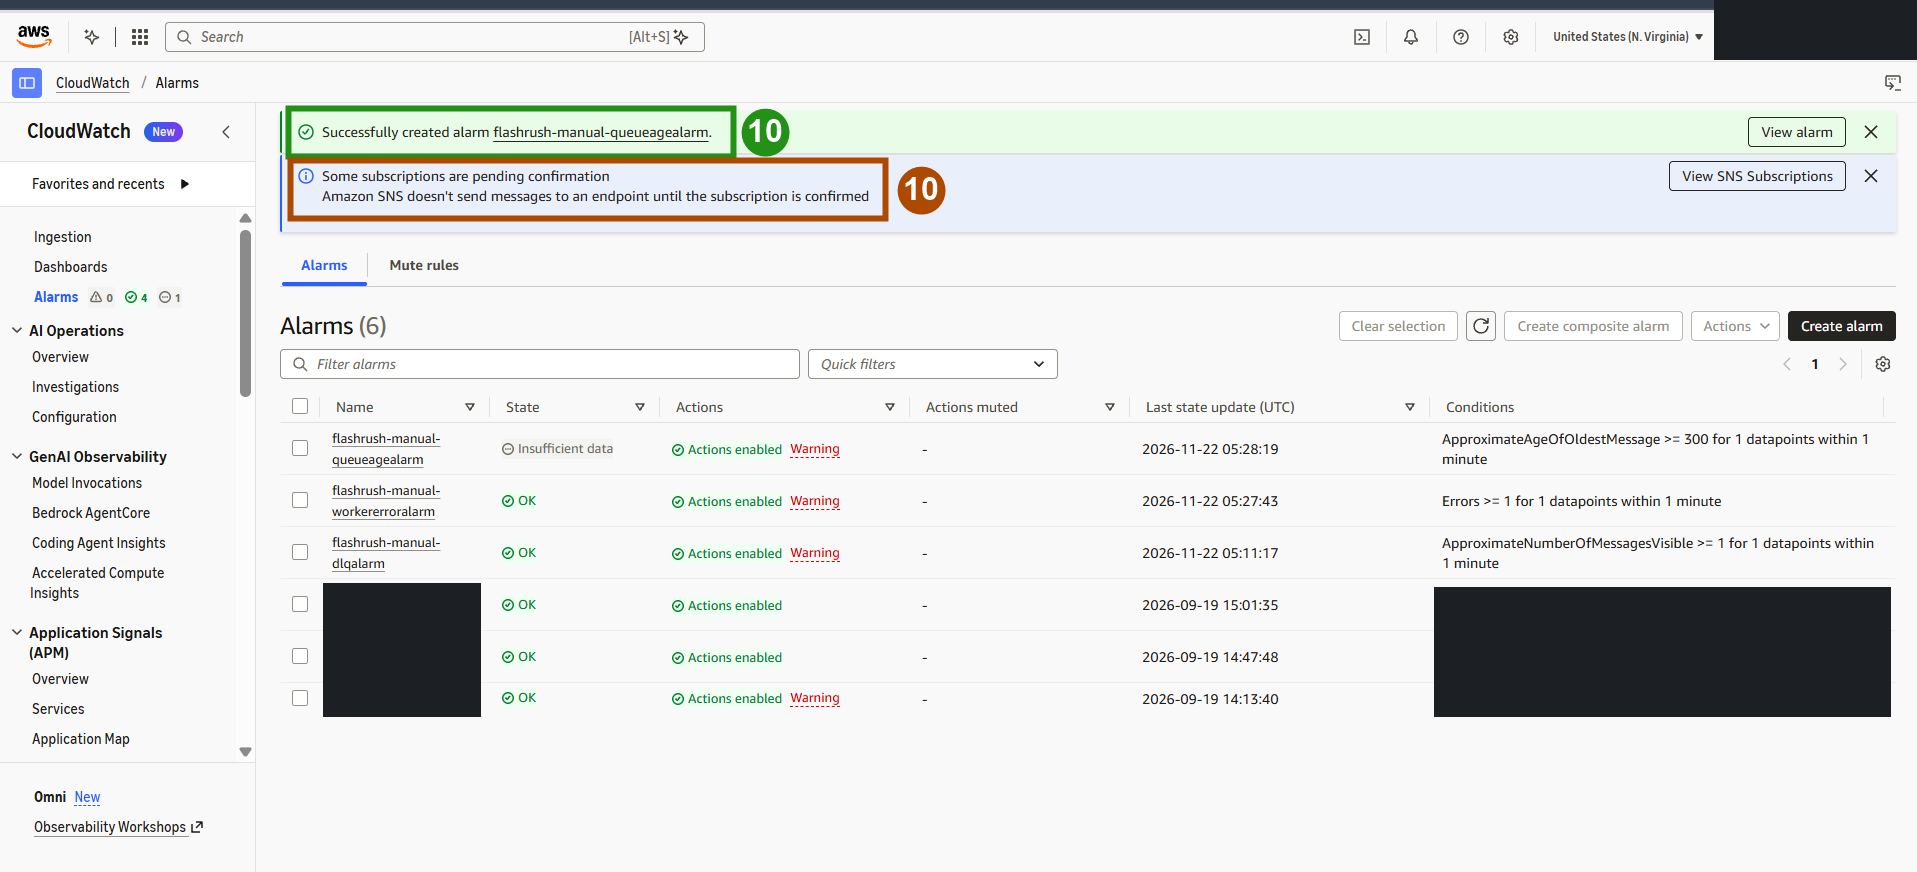 aws
Search [Alt+S]
United States (N. Virginia)
CloudWatch / Alarms
CloudWatch New
Favorites and recents
Ingestion
Dashboards
Alarms 0 4 1
AI Operations
Overview
Investigations
Configuration
GenAI Observability
Model Invocations
Bedrock AgentCore
Coding Agent Insights
Accelerated Compute
Insights
Application Signals
(APM)
Overview
Services
Application Map
Omni New
Observability Workshops
Successfully created alarm flashrush-manual-queueagealarm. 10
View alarm
Some subscriptions are pending confirmation
Amazon SNS doesn't send messages to an endpoint until the subscription is confirmed
10
View SNS Subscriptions
Alarms Mute rules
Alarms (6)
Clear selection Create composite alarm Actions Create alarm
Filter alarms Quick filters 1
Name State Actions Actions muted Last state update (UTC) Conditions
flashrush-manual-
queueagealarm
Insufficient data Actions enabled Warning - 2026-11-22 05:28:19
ApproximateAgeOfOldestMessage >= 300 for 1 datapoints within 1
minute
flashrush-manual-
workererroralarm
OK Actions enabled Warning - 2026-11-22 05:27:43 Errors >= 1 for 1 datapoints within 1 minute
flashrush-manual-
dlqalarm
OK Actions enabled Warning - 2026-11-22 05:11:17
ApproximateNumberOfMessagesVisible >= 1 for 1 datapoints within
1 minute
OK Actions enabled - 2026-09-19 15:01:35
OK Actions enabled - 2026-09-19 14:47:48
OK Actions enabled Warning - 2026-09-19 14:13:40